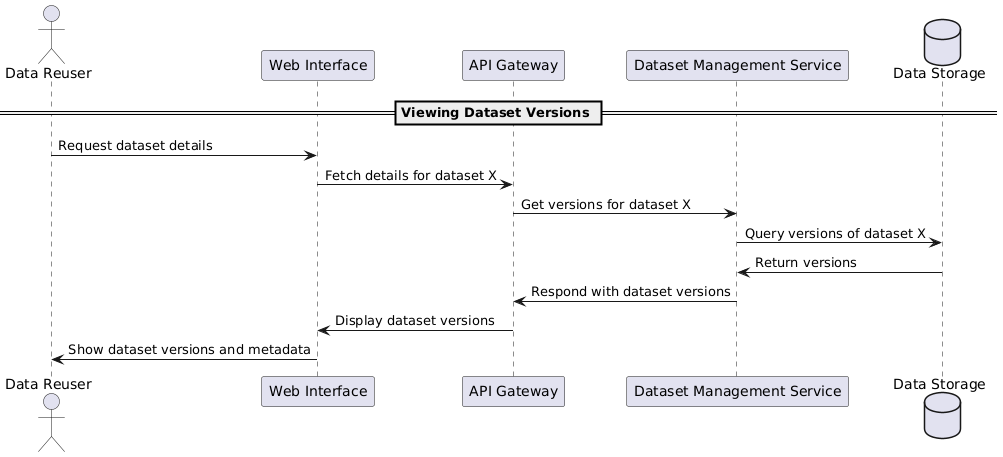 Data Reuser
Web Interface
API Gateway
Dataset Management Service
Data Storage
Viewing Dataset Versions
Request dataset details
Fetch details for dataset X
Get versions for dataset X
Query versions of dataset X
Return versions
Respond with dataset versions
Display dataset versions
Show dataset versions and metadata
Data Reuser
Web Interface
API Gateway
Dataset Management Service
Data Storage